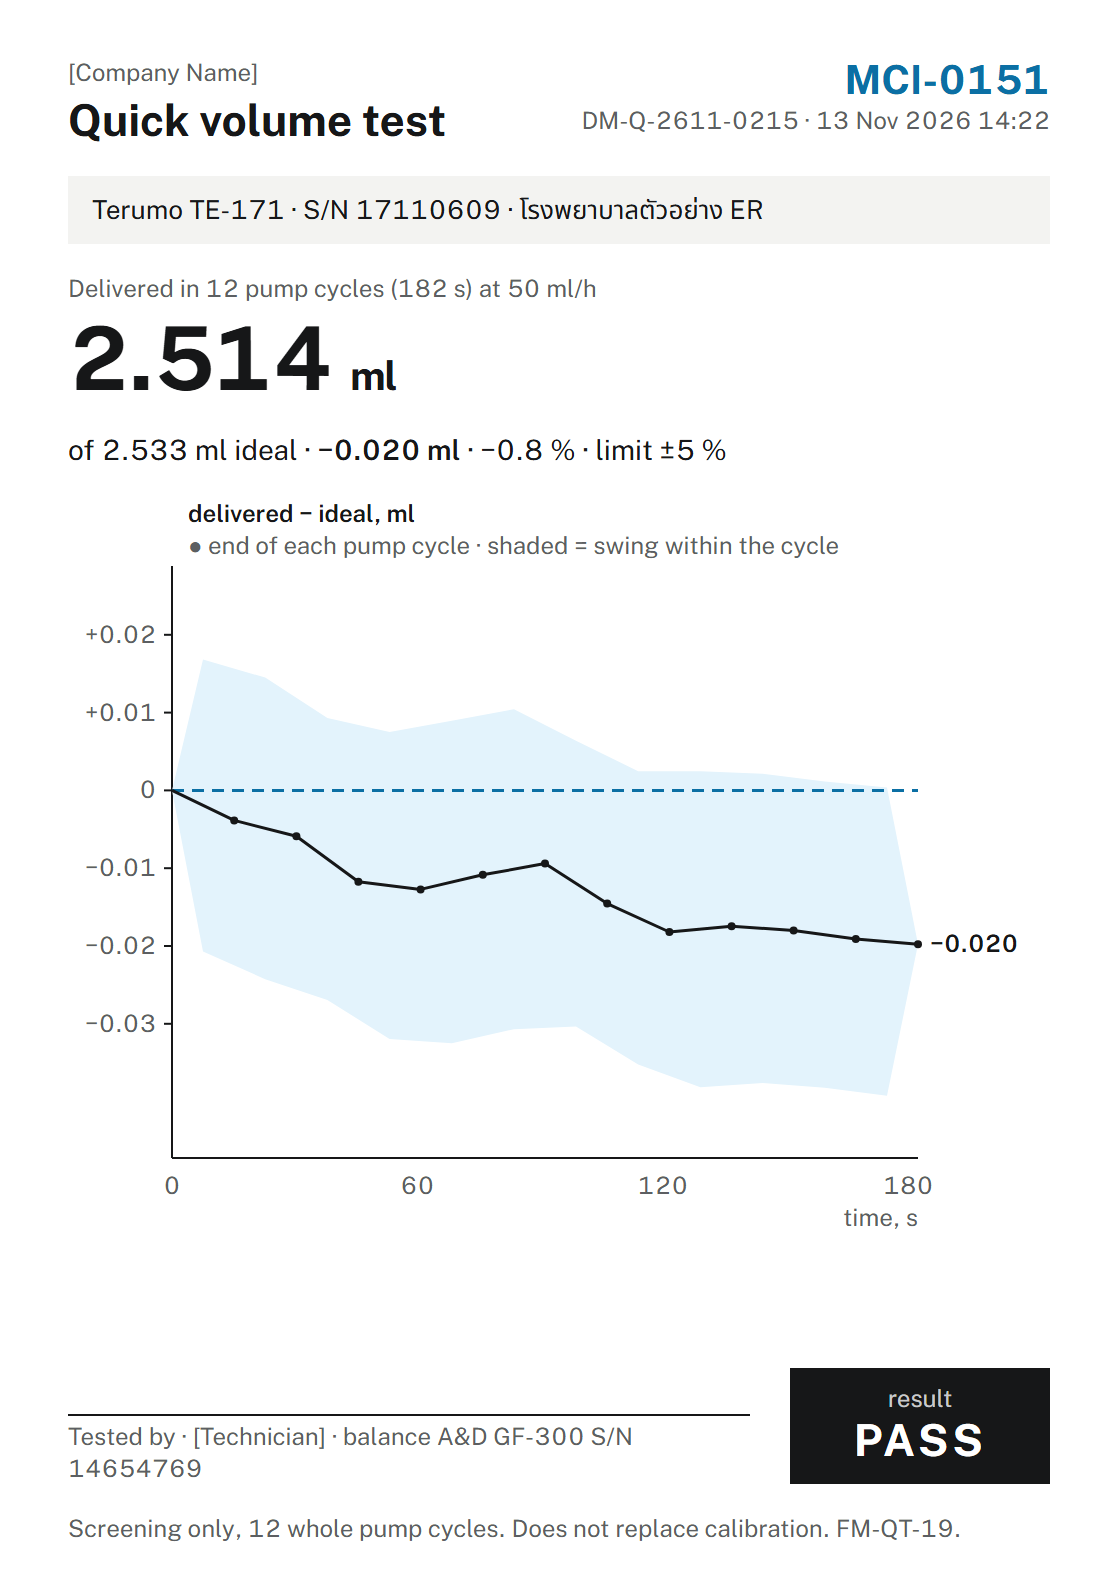 [Company Name]
MCI-0151
Quick volume test
DM-Q-2611-0215 · 13 Nov 2026 14:22
Terumo TE-171 · S/N 17110609 · โรงพยาบาลตัวอย่าง ER
Delivered in 12 pump cycles (182 s) at 50 ml/h
2.514 ml
of 2.533 ml ideal · −0.020 ml · −0.8 % · limit ±5 %
delivered − ideal, ml
● end of each pump cycle · shaded = swing within the cycle
+0.02
+0.01
0
−0.01
−0.02
−0.03
−0.020
0 60 120 180
time, s
result
PASS
Tested by · [Technician] · balance A&D GF-300 S/N
14654769
Screening only, 12 whole pump cycles. Does not replace calibration. FM-QT-19.